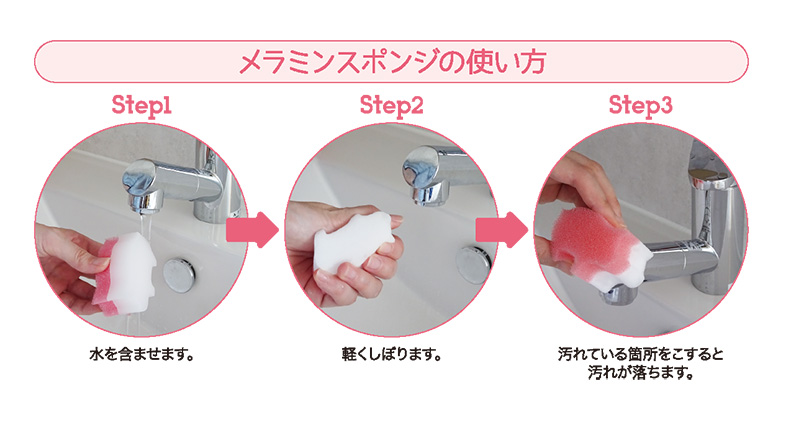 メラミンスポンジの使い方
Step1
Step2
Step3
水を含ませます。
軽くしぼります。
汚れている箇所をこすると
汚れが落ちます。